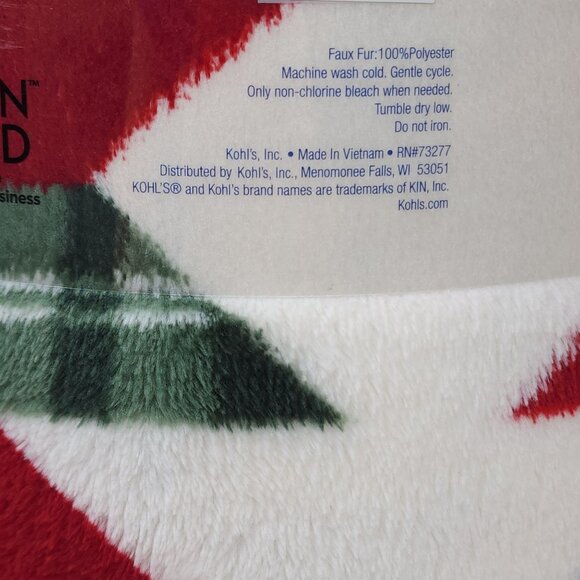 N™
D
siness
Faux Fur:100%Polyester
Machine wash cold. Gentle cycle.
Only non-chlorine bleach when needed.
Tumble dry low.
Do not iron.
Kohl's, Inc. • Made In Vietnam • RN#73277
Distributed by Kohl's, Inc., Menomonee Falls, WI 53051
KOHL'S® and Kohl's brand names are trademarks of KIN, Inc.
Kohls.com